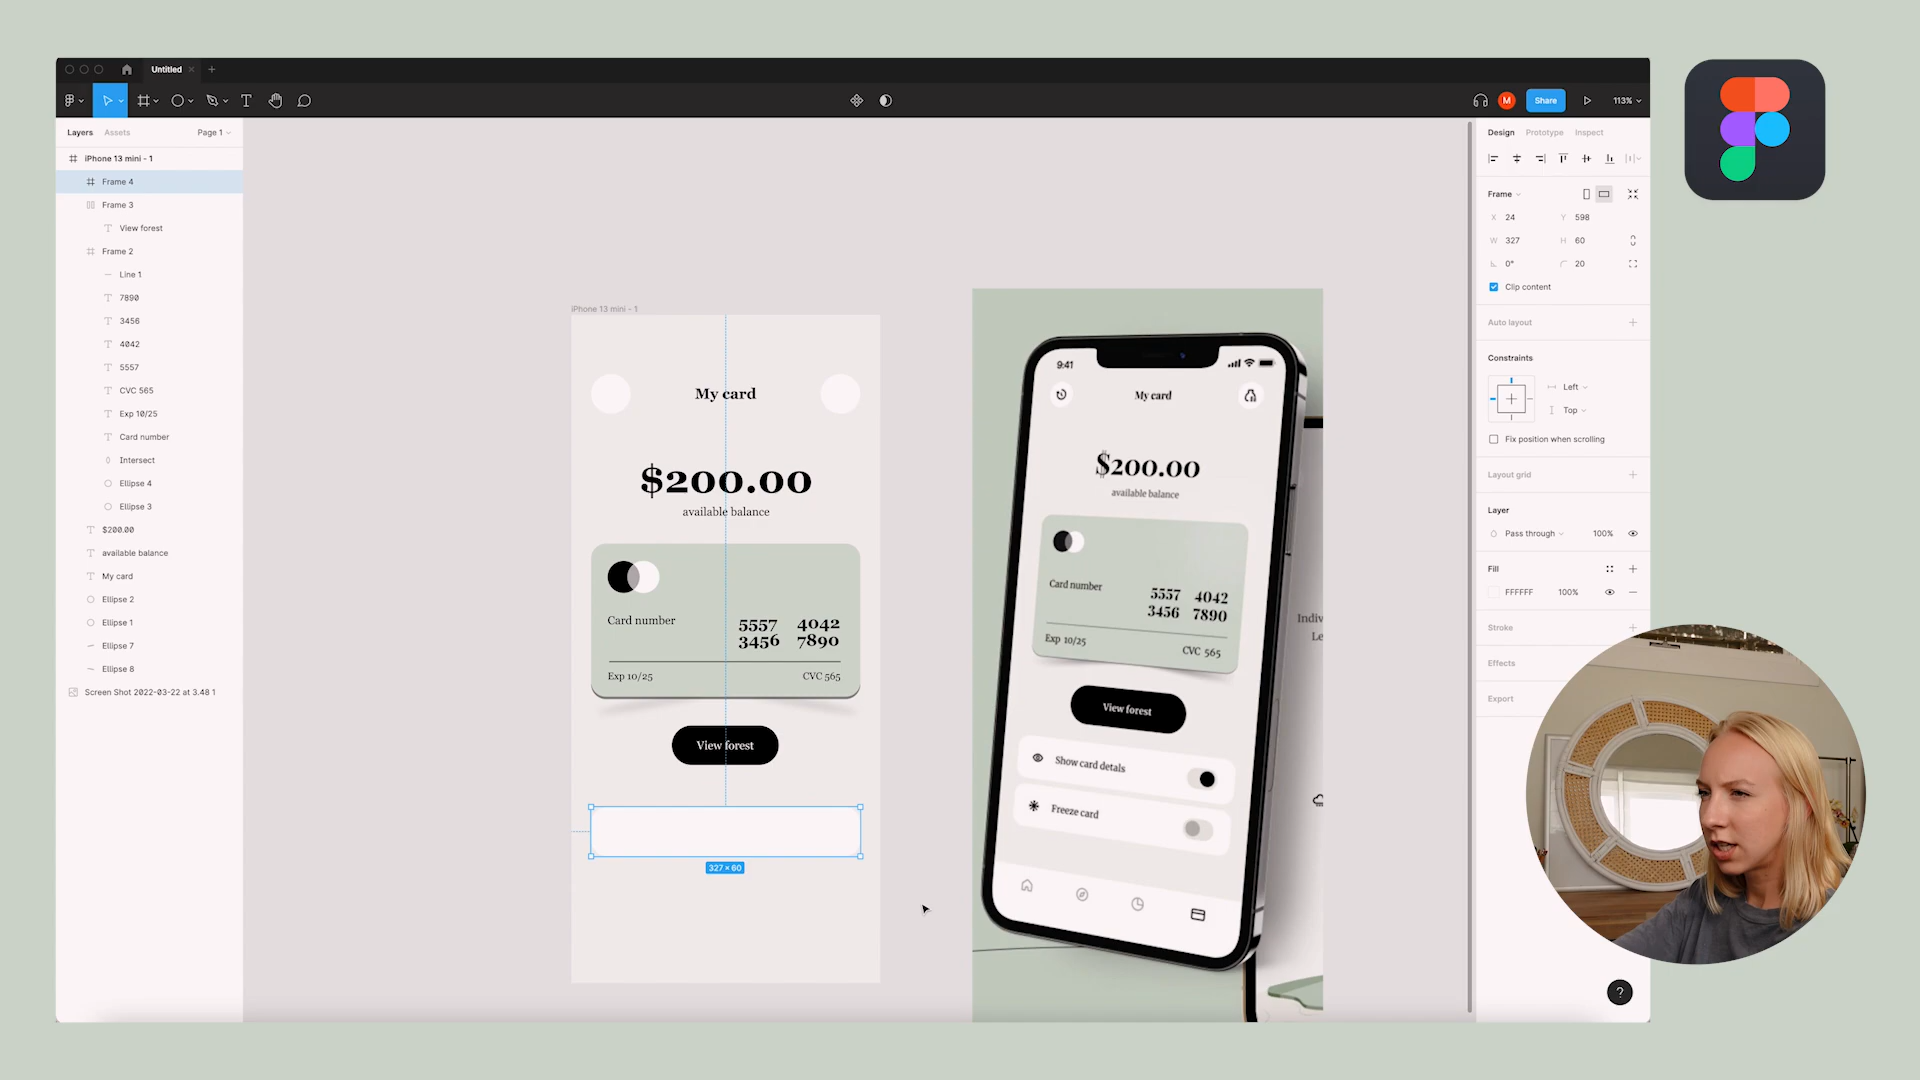 Untitled
M
Share
113%
Layers
Assets
Page 1
iPhone 13 mini - 1
Frame 4
Frame 3
View forest
Frame 2
Line 1
7890
3456
4042
5557
CVC 565
Exp 10/25
Card number
Intersect
Ellipse 4
Ellipse 3
$200.00
available balance
My card
Ellipse 2
Ellipse 1
Ellipse 7
Ellipse 8
Screen Shot 2022-03-22 at 3.48 1
iPhone 13 mini - 1
My card
$200.00
available balance
Card number
5557 4042
3456 7890
Exp 10/25
CVC 565
View forest
327 × 60
9:41
My card
$200.00
available balance
Card number
5557 4042
3456 7890
Exp 10/25
CVC 565
View forest
Show card detals
Freeze card
Indiv
Le
Design
Prototype
Inspect
Frame
X 24
Y 598
W 327
H 60
0°
20
Clip content
Auto layout
Constraints
Left
Top
Fix position when scrolling
Layout grid
Layer
Pass through
100%
Fill
FFFFFF
100%
Stroke
Effects
Export
?